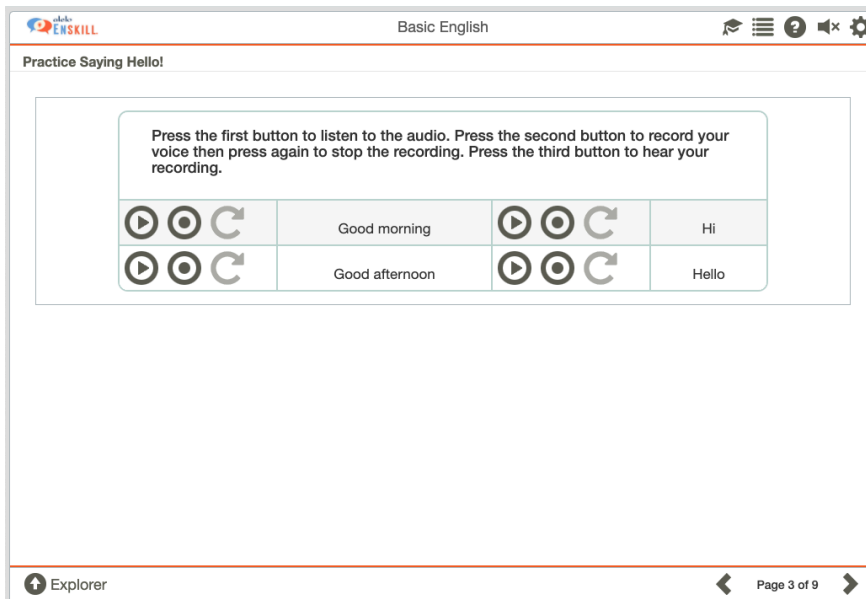 alelo
ENSKILL
Basic English
Practice Saying Hello!
Press the first button to listen to the audio. Press the second button to record your
voice then press again to stop the recording. Press the third button to hear your
recording.
Good morning
Hi
Good afternoon
Hello
Explorer
Page 3 of 9